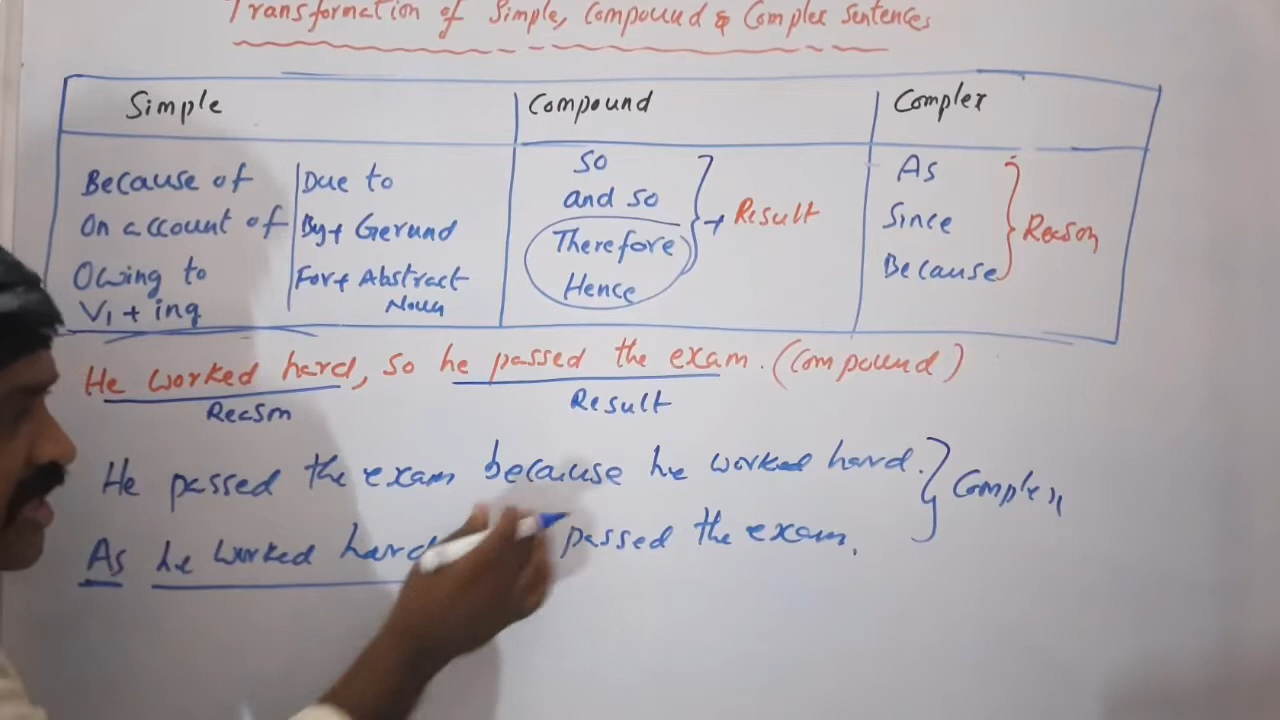 Transformation of Simple, Compound & Complex Sentences
Simple
Compound
Complex
Because of
On account of
Owing to
V1 + ing
Due to
By+ Gerund
For+ Abstract
Noun
So
and so
Therefore
Hence
+ Result
As
Since
Because
Reason
He worked hard, so he passed the exam. (Compound)
Reason
Result
He passed the exam because he worked hard.
As he worked hard passed the exam.
Complex